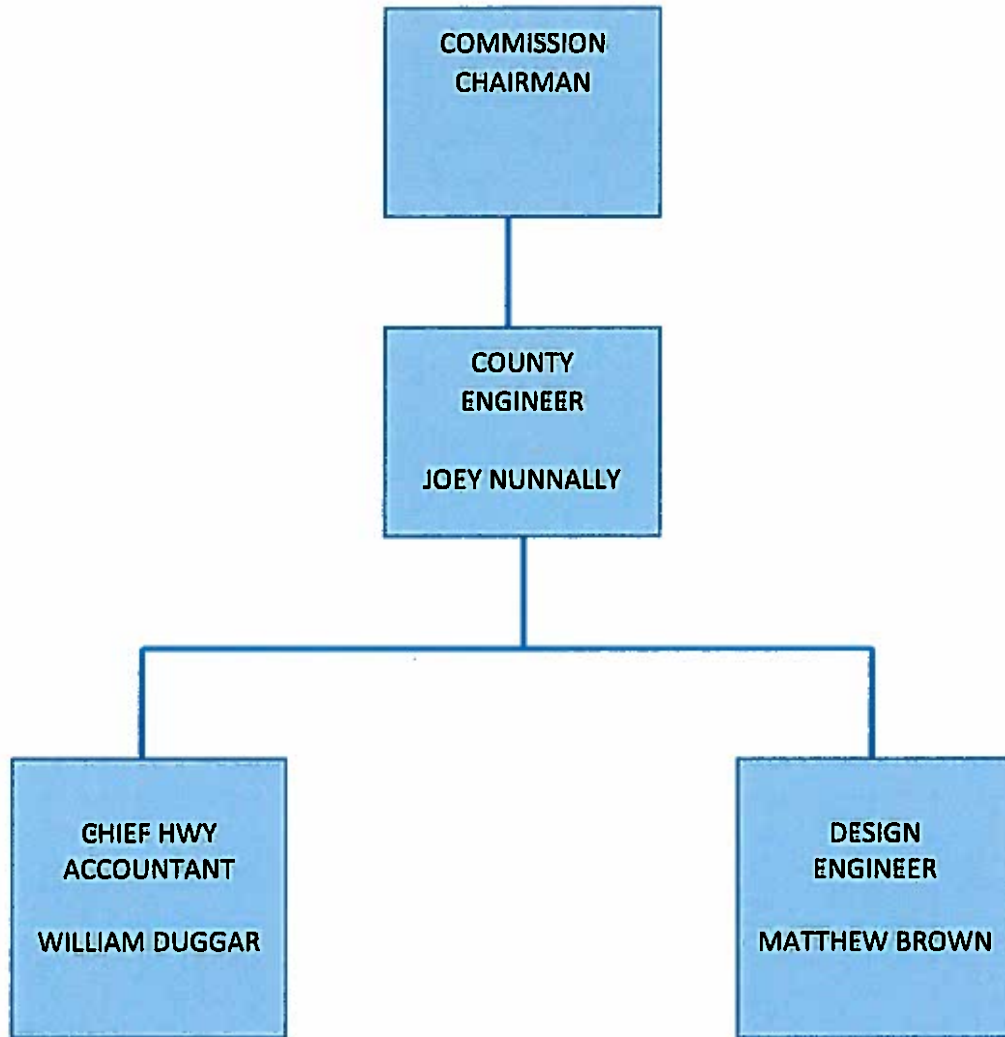 COMMISSION
CHAIRMAN
COUNTY
ENGINEER
JOEY NUNNALLY
CHIEF HWY
ACCOUNTANT
WILLIAM DUGGAR
DESIGN
ENGINEER
MATTHEW BROWN